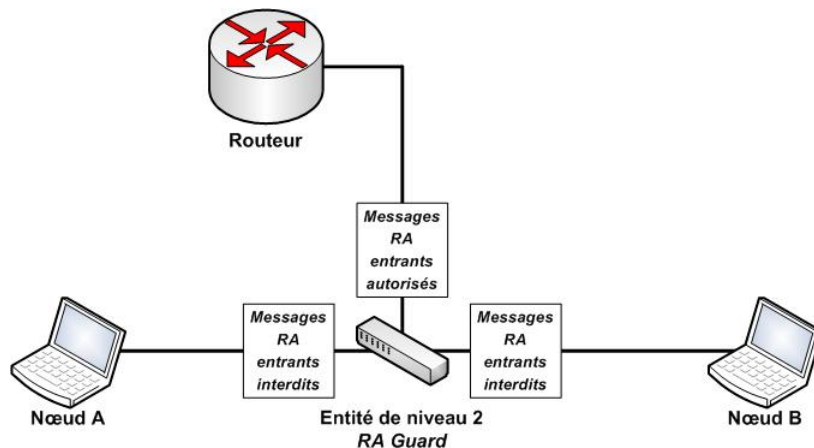 Routeur
Messages
RA
entrants
autorisés
Messages
RA
entrants
interdits
Messages
RA
entrants
interdits
Nœud A
Entité de niveau 2
RA Guard
Nœud B